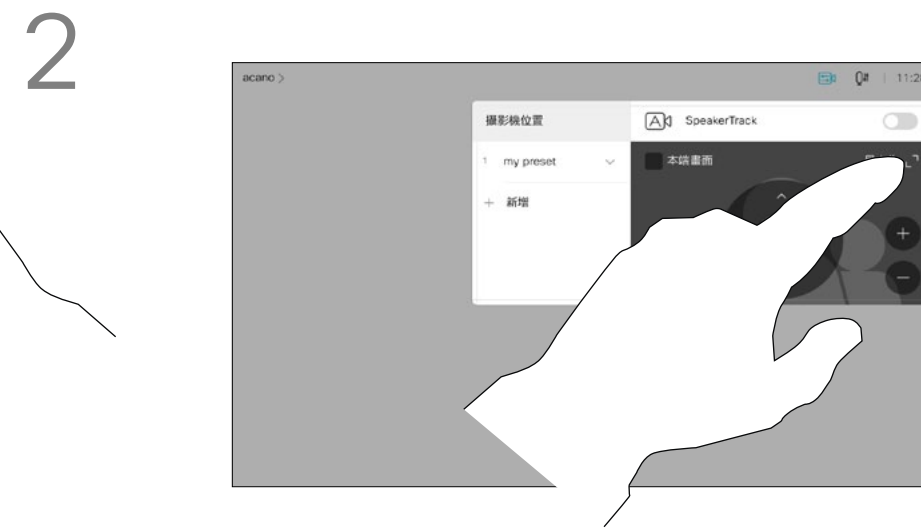 2
acano >
11:2
攝影機位置
SpeakerTrack
1 my preset
本端畫面
+ 新增
+
−